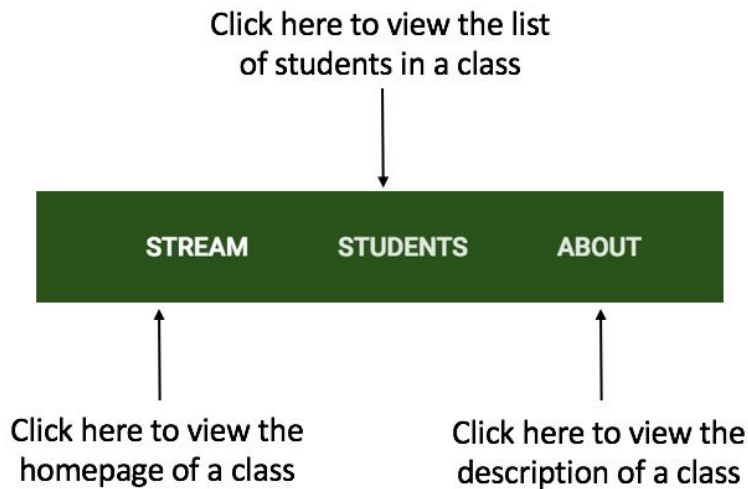 Click here to view the list
of students in a class
STREAM STUDENTS ABOUT
Click here to view the
homepage of a class
Click here to view the
description of a class